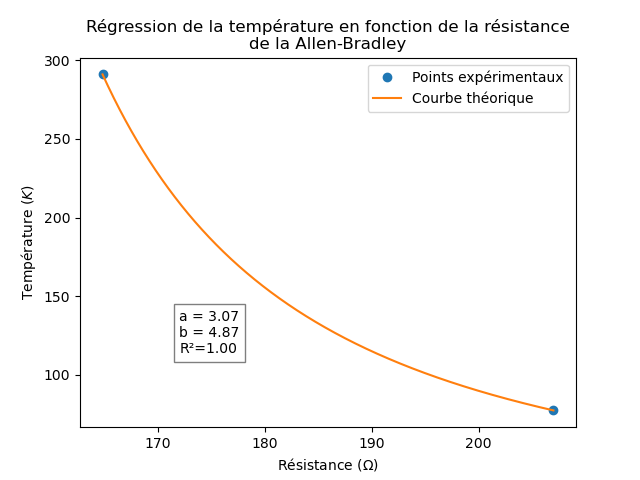 Régression de la température en fonction de la résistance
de la Allen-Bradley
Points expérimentaux
Courbe théorique
Température (K)
300
250
200
150
100
a = 3.07
b = 4.87
R²=1.00
170
180
190
200
Résistance (Ω)